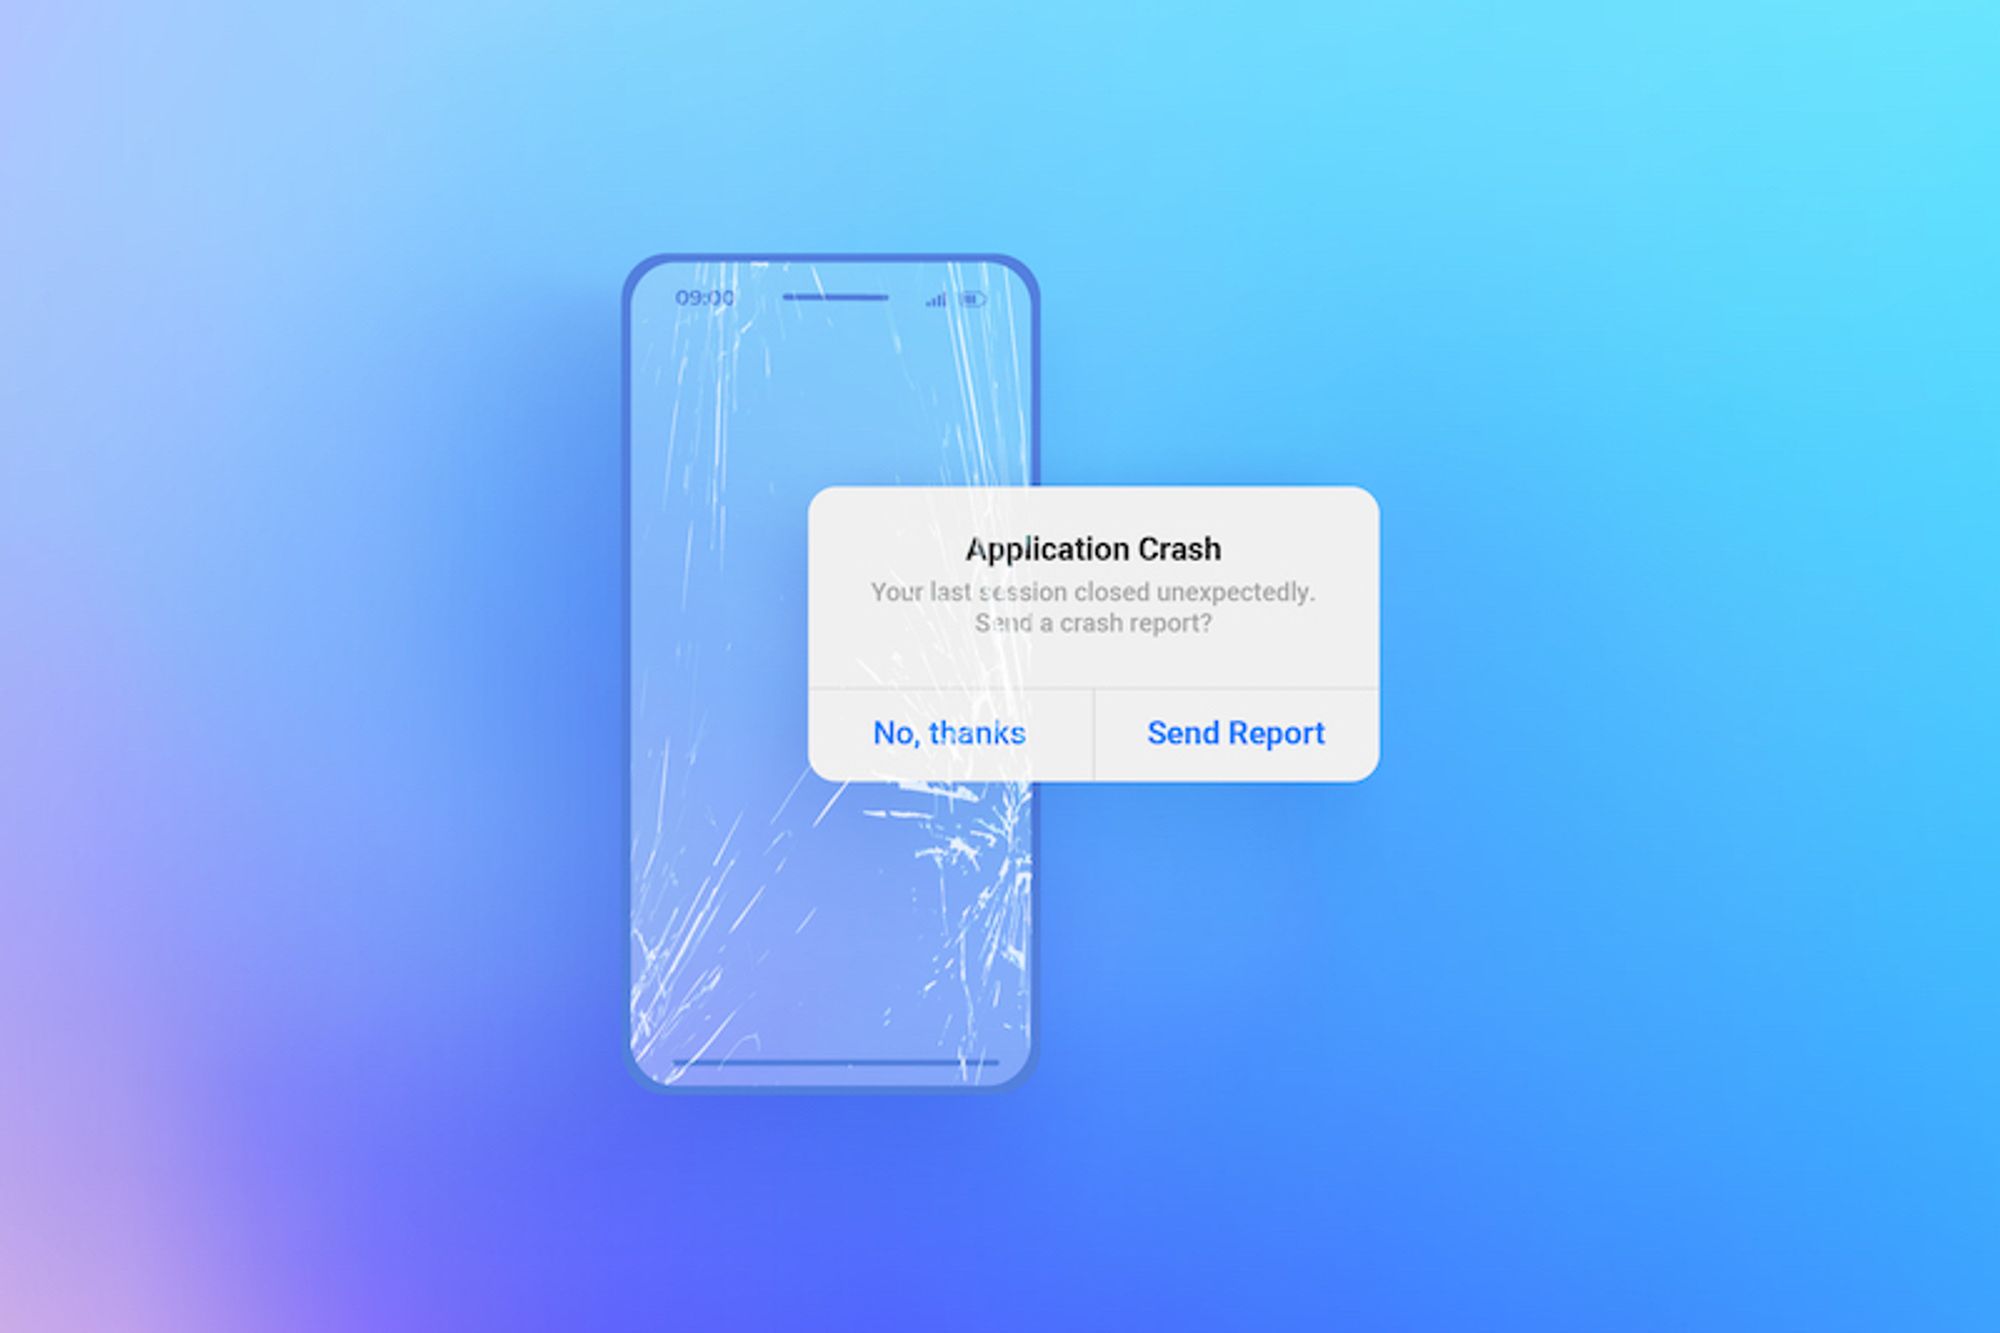 09:00
Application Crash
Your last session closed unexpectedly.
Send a crash report?
No, thanks
Send Report